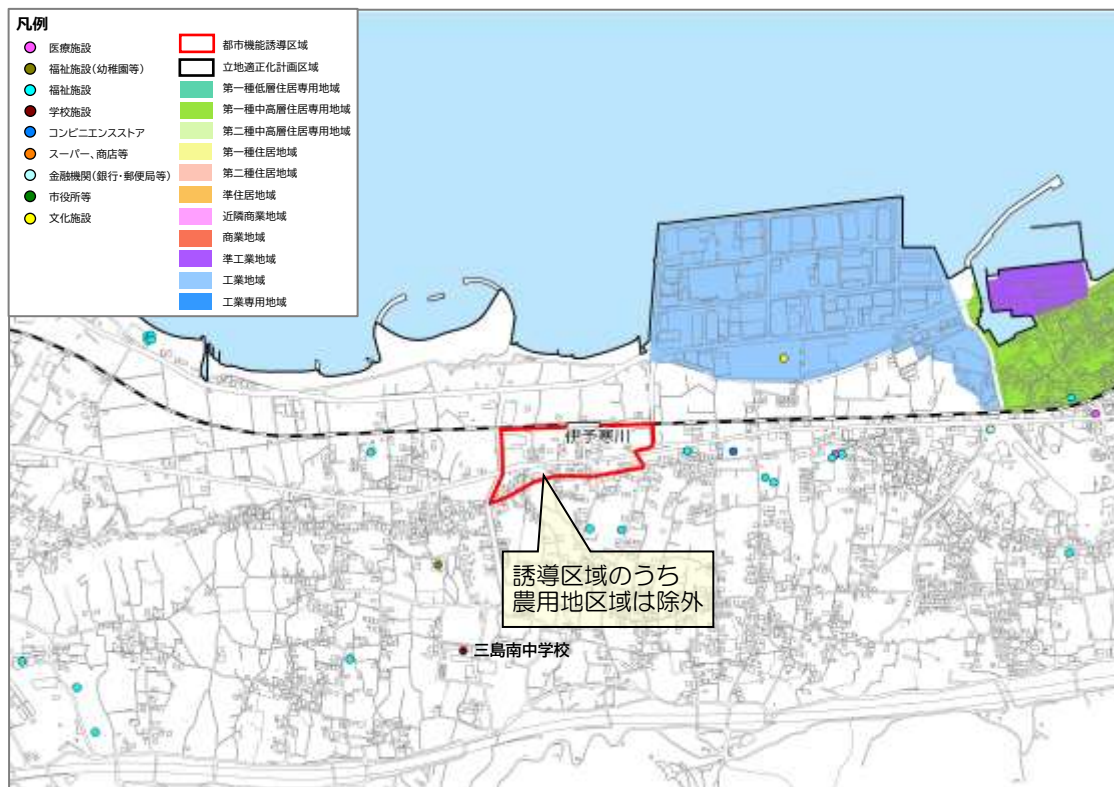 凡例
医療施設
福祉施設(幼稚園等)
福祉施設
学校施設
コンビニエンスストア
スーパー、商店等
金融機関(銀行・郵便局等)
市役所等
文化施設
都市機能誘導区域
立地適正化計画区域
第一種低層住居専用地域
第一種中高層住居専用地域
第二種中高層住居専用地域
第一種住居地域
第二種住居地域
準住居地域
近隣商業地域
商業地域
準工業地域
工業地域
工業専用地域
伊予寒川
誘導区域のうち
農用地区域は除外
三島南中学校